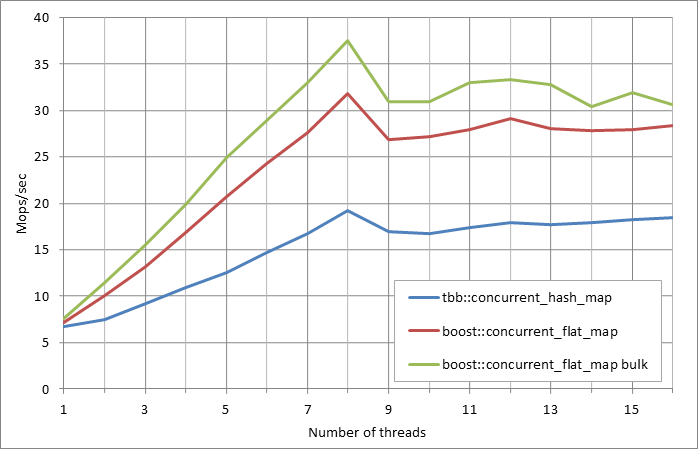 40
35
30
25
20
15
10
5
0
Mops/sec
tbb::concurrent_hash_map
boost::concurrent_flat_map
boost::concurrent_flat_map bulk
1 3 5 7 9 11 13 15
Number of threads